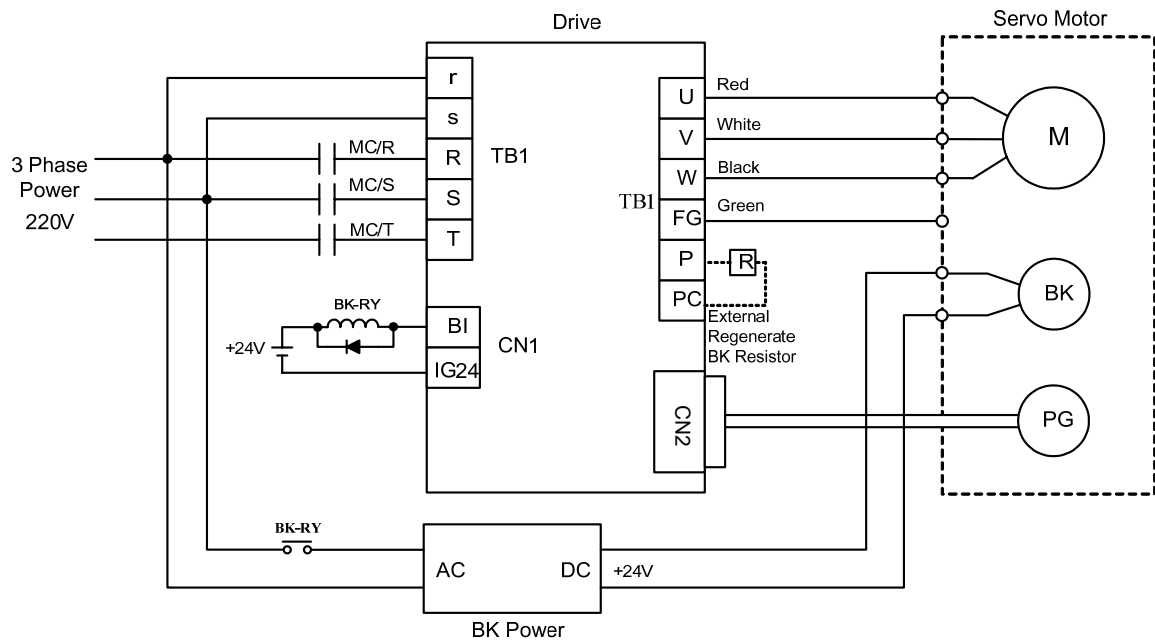 Drive
Servo Motor
3 Phase
Power
220V
r
s
R
S
T
MC/R
MC/S
MC/T
TB1
BK-RY
+24V
BI
IG24
CN1
U
V
W
FG
P
PC
TB1
Red
White
Black
Green
R
External
Regenerate
BK Resistor
CN2
M
BK
PG
BK-RY
AC
DC
+24V
BK Power